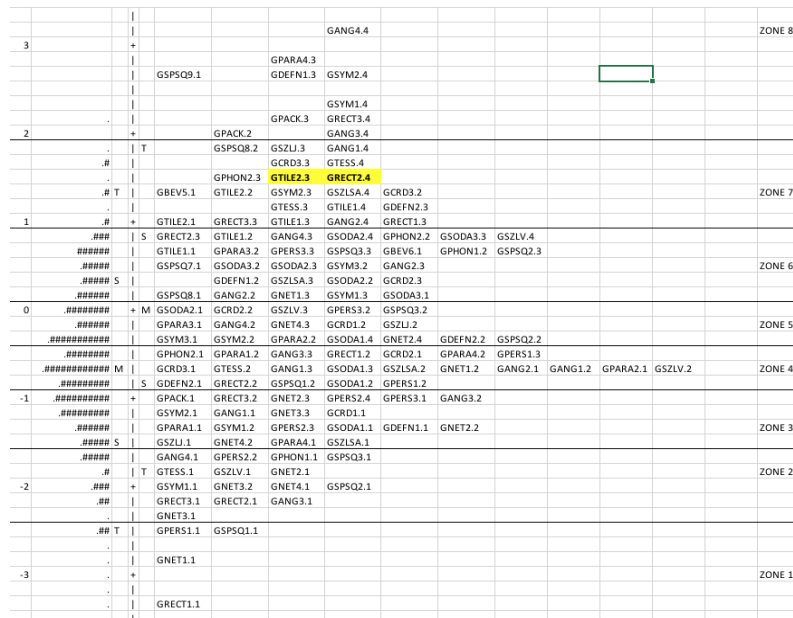 |
| GANG4.4 ZONE 8
3 +
| GPARA4.3
| GSPSQ9.1 GDEFN1.3 GSYM2.4
|
| GSYM1.4
. | GPACK.3 GRECT3.4
2 + GPACK.2 GANG3.4
. | T GSPSQ8.2 GSZLJ.3 GANG1.4
.# | GCRD3.3 GTESS.4
. | GPHON2.3 GTILE2.3 GRECT2.4
.# T | GBEV5.1 GTILE2.2 GSYM2.3 GSZLSA.4 GCRD3.2 ZONE 7
. | GTESS.3 GTILE1.4 GDEFN2.3
1 .# + GTILE2.1 GRECT3.3 GTILE1.3 GANG2.4 GRECT1.3
.### | S GRECT2.3 GTILE1.2 GANG4.3 GSODA2.4 GPHON2.2 GSODA3.3 GSZLV.4
###### | GTILE1.1 GPARA3.2 GPERS3.3 GSPSQ3.3 GBEV6.1 GPHON1.2 GSPSQ2.3
.##### | GSPSQ7.1 GSODA3.2 GSODA2.3 GSYM3.2 GANG2.3 ZONE 6
.##### S | GDEFN1.2 GSZLSA.3 GSODA2.2 GCRD2.3
.###### | GSPSQ8.1 GANG2.2 GNET1.3 GSYM1.3 GSODA3.1
0 .######## + M GSODA2.1 GCRD2.2 GSZLV.3 GPERS3.2 GSPSQ3.2
.###### | GPARA3.1 GANG4.2 GNET4.3 GCRD1.2 GSZLJ.2 ZONE 5
.########### | GSYM3.1 GSYM2.2 GPARA2.2 GSODA1.4 GNET2.4 GDEFN2.2 GSPSQ2.2
.######## | GPHON2.1 GPARA1.2 GANG3.3 GRECT1.2 GCRD2.1 GPARA4.2 GPERS1.3
.############ M | GCRD3.1 GTESS.2 GANG1.3 GSODA1.3 GSZLSA.2 GNET1.2 GANG2.1 GANG1.2 GPARA2.1 GSZLV.2 ZONE 4
.######### | S GDEFN2.1 GRECT2.2 GSPSQ1.2 GSODA1.2 GPERS1.2
-1 .########## + GPACK.1 GRECT3.2 GNET2.3 GPERS2.4 GPERS3.1 GANG3.2
.######### | GSYM2.1 GANG1.1 GNET3.3 GCRD1.1
.###### | GPARA1.1 GSYM1.2 GPERS2.3 GSODA1.1 GDEFN1.1 GNET2.2 ZONE 3
.##### S | GSZLJ.1 GNET4.2 GPARA4.1 GSZLSA.1
.##### | GANG4.1 GPERS2.2 GPHON1.1 GSPSQ3.1
.# | T GTESS.1 GSZLV.1 GNET2.1 ZONE 2
-2 .### + GSYM1.1 GNET3.2 GNET4.1 GSPSQ2.1
.## | GRECT3.1 GRECT2.1 GANG3.1
. | GNET3.1
.## T | GPERS1.1 GSPSQ1.1
. |
. | GNET1.1
-3 . + ZONE 1
. |
. | GRECT1.1
|